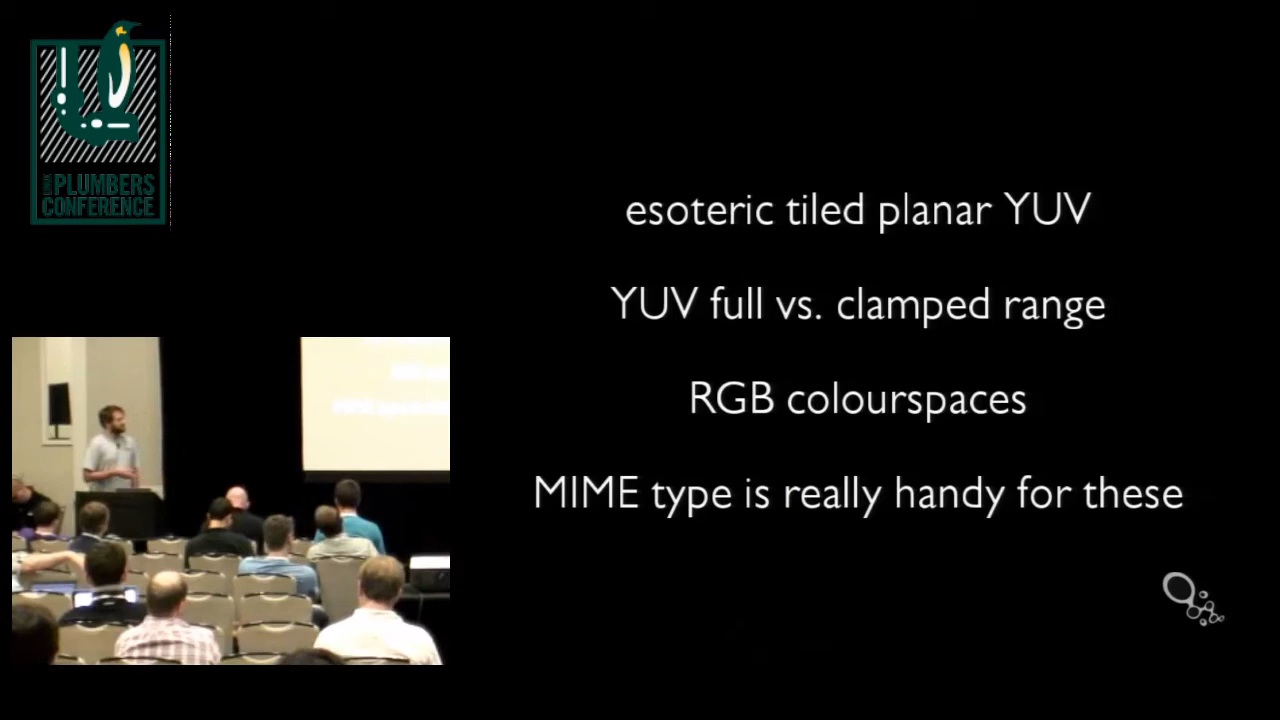 LINUX PLUMBERS
CONFERENCE
esoteric tiled planar YUV
YUV full vs. clamped range
RGB colourspaces
MIME type is really handy for these